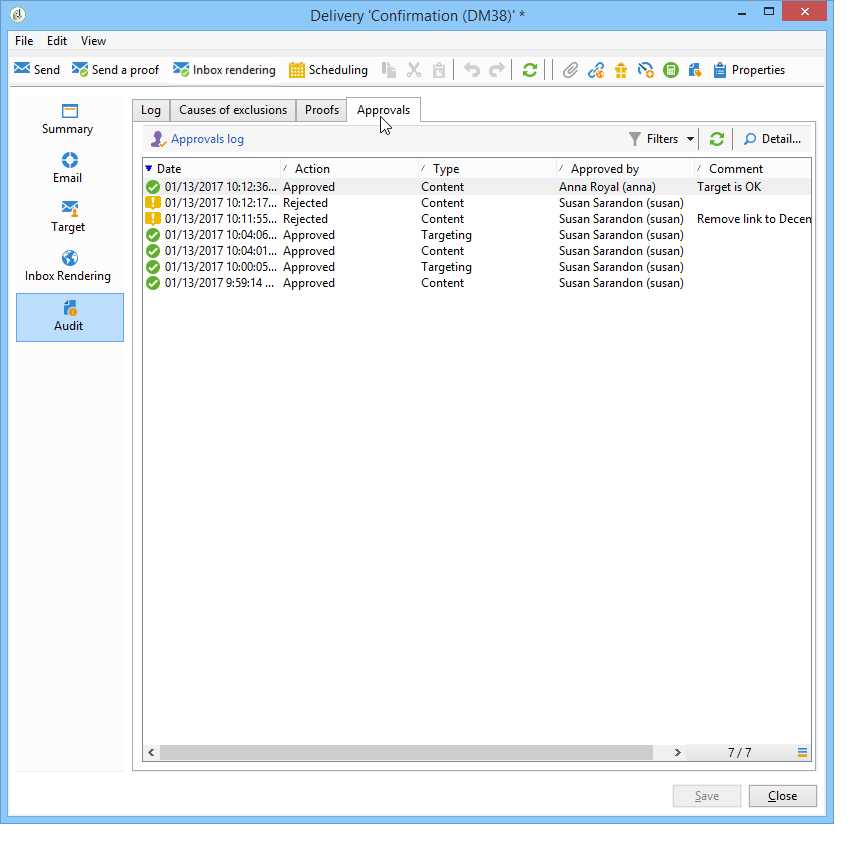 Delivery 'Confirmation (DM38)' *
File Edit View
Send Send a proof Inbox rendering Scheduling Properties
Summary
Email
Target
Inbox Rendering
Audit
Log Causes of exclusions Proofs Approvals
Approvals log Filters Detail...
Date Action Type Approved by Comment
01/13/2017 10:12:36... Approved Content Anna Royal (anna) Target is OK
01/13/2017 10:12:17... Rejected Content Susan Sarandon (susan)
01/13/2017 10:11:55... Rejected Content Susan Sarandon (susan) Remove link to Decen
01/13/2017 10:04:06... Approved Targeting Susan Sarandon (susan)
01/13/2017 10:04:01... Approved Content Susan Sarandon (susan)
01/13/2017 10:00:05... Approved Targeting Susan Sarandon (susan)
01/13/2017 9:59:14 ... Approved Content Susan Sarandon (susan)
7 / 7
Save Close